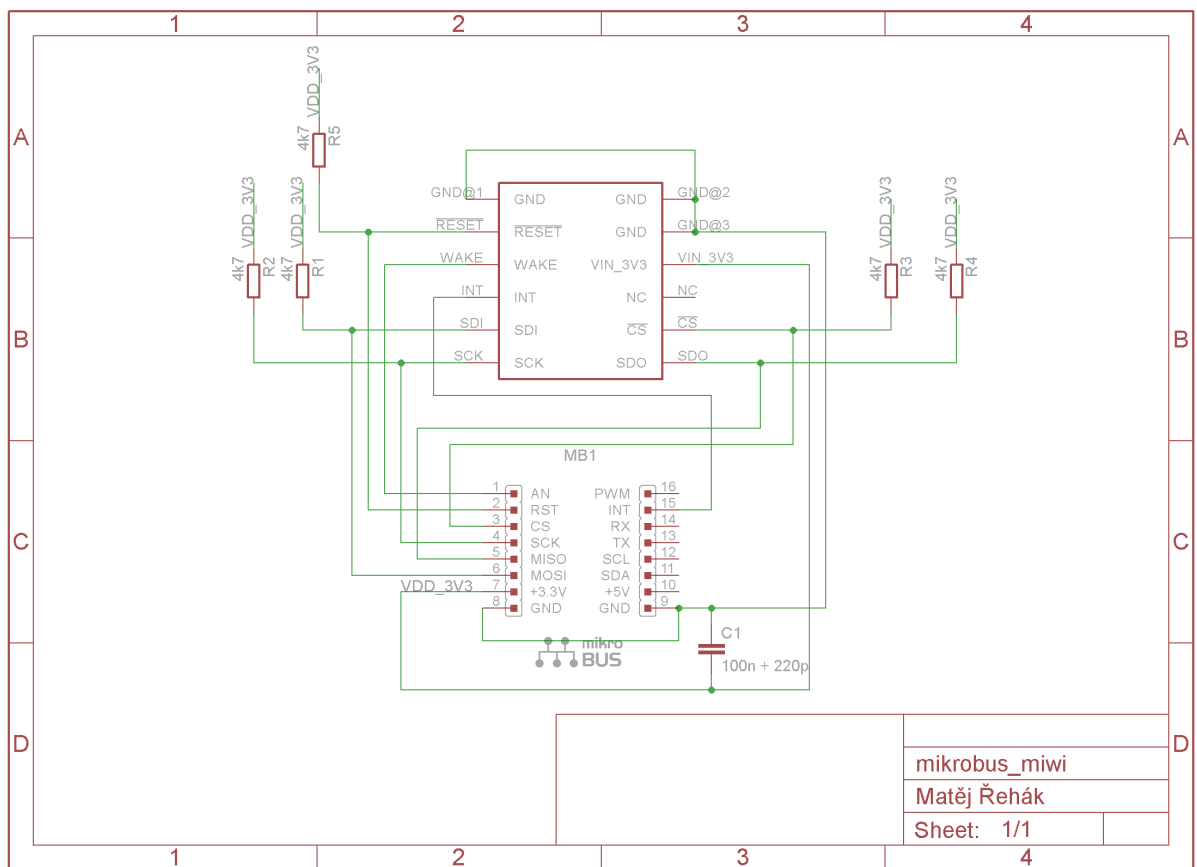 1 2 3 4
A A
B B
C C
D D
1 2 3 4
VDD_3V3
4k7
R5
VDD_3V3
4k7
R2
VDD_3V3
4k7
R1
VDD_3V3
4k7
R3
VDD_3V3
4k7
R4
GND@1 GND GND GND@2
RESET RESET GND GND@3
WAKE WAKE VIN_3V3 VIN_3V3
INT INT NC NC
SDI SDI CS CS
SCK SCK SDO SDO
MB1
1 AN PWM 16
2 RST INT 15
3 CS RX 14
4 SCK TX 13
5 MISO SCL 12
6 MOSI SDA 11
VDD_3V3 7 +3.3V +5V 10
8 GND GND 9
mikro
BUS
C1
100n + 220p
mikrobus_miwi
Matěj Řehák
Sheet: 1/1